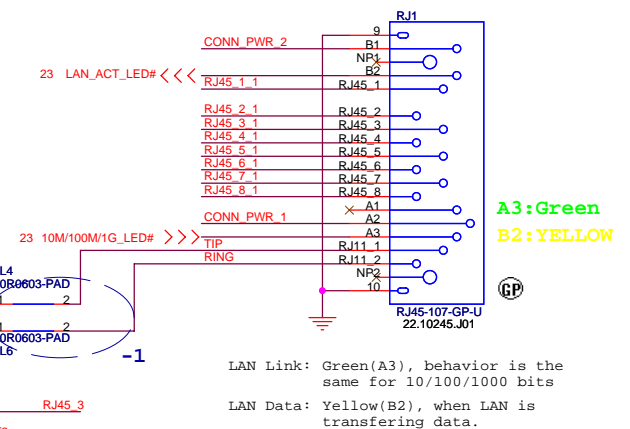 RJ1
9
CONN_PWR_2
B1
NP1
23 LAN_ACT_LED#
B2
RJ45_1_1
RJ45_1
RJ45_2_1
RJ45_2
RJ45_3_1
RJ45_3
RJ45_4_1
RJ45_4
RJ45_5_1
RJ45_5
RJ45_6_1
RJ45_6
RJ45_7_1
RJ45_7
RJ45_8_1
RJ45_8
A1
CONN_PWR_1
A2
A3:Green
23 10M/100M/1G_LED#
A3
B2:YELLOW
TIP
RJ11_1
RING
RJ11_2
L4
NP2
0R0603-PAD
10
GP
1
2
RJ45-107-GP-U
22.10245.J01
1
2
0R0603-PAD
L6
-1
LAN Link: Green(A3), behavior is the
same for 10/100/1000 bits
RJ45_3
LAN Data: Yellow(B2), when LAN is
transfering data.